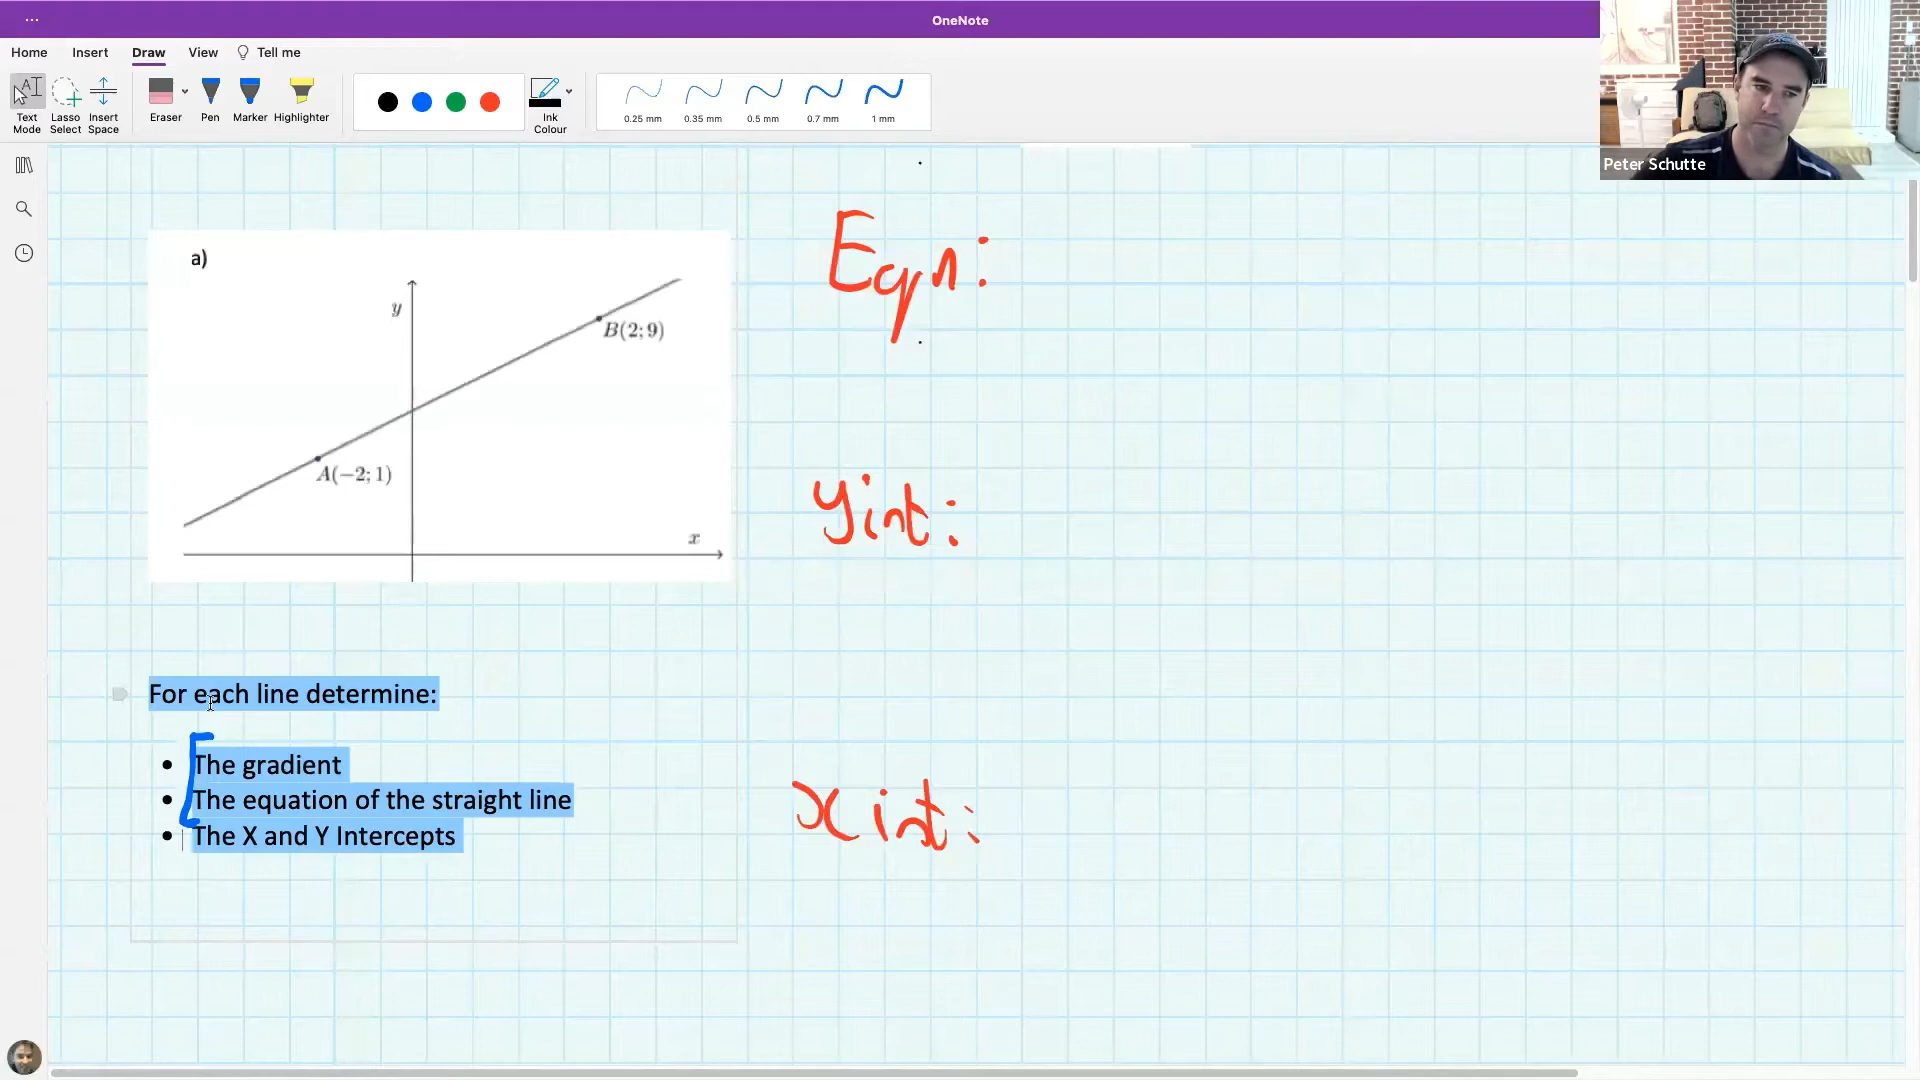 OneNote
Home Insert Draw View Tell me
Text Mode
Lasso Select
Insert Space
Eraser
Pen
Marker
Highlighter
Ink Colour
0.25 mm
0.35 mm
0.5 mm
0.7 mm
1 mm
Peter Schutte
a)
y
B(2; 9)
A(−2; 1)
x
Eqn:
yint:
x int:
For each line determine:
• The gradient
• The equation of the straight line
• The X and Y Intercepts